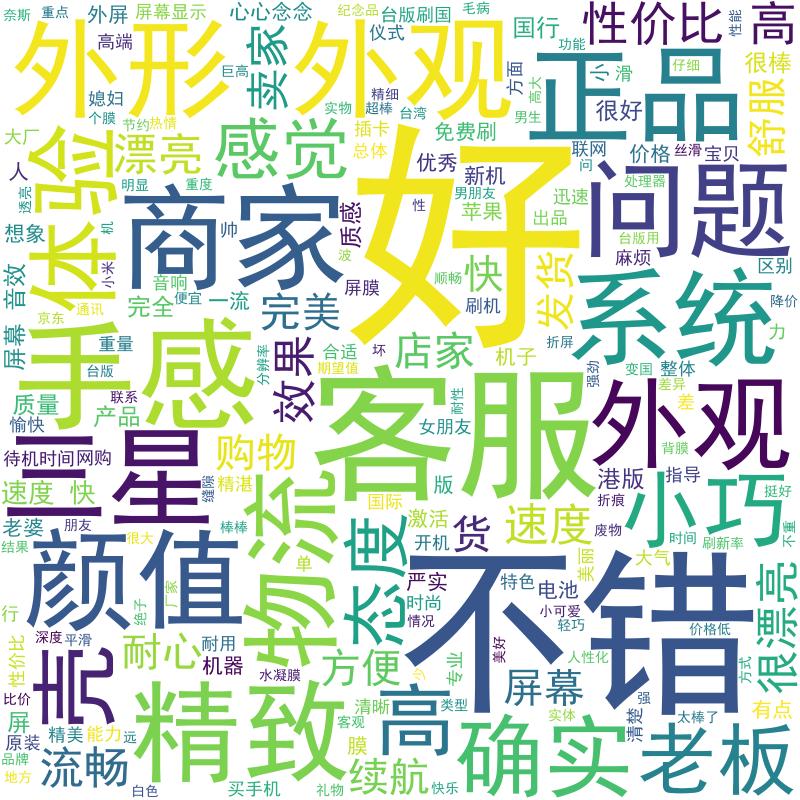 奈斯
重点
外屏
屏幕显示
心心念念
纪念品
台版刷国
毛病
国行
性价比
性能
高
高端
外形
巨高
卖家
外观
仪式
精细
超棒
台湾
方面
高大
男生
正品
功能
小
滑
很好
仔细
很棒
舒服
媳妇
个膜
节约
热情
实物
大厂
人
体验
漂亮
感觉
插卡
总体
免费刷
优秀
新机
联网
问
价格
丝滑
宝贝
透亮
明显
重度
机
商家
帅
质感
性
好
男朋友
苹果
迅速
出品
处理器
台版用
问题
麻烦
区别
想象
音效
小米
通讯
音响
波
屏膜
顺畅
快
刷机
发货
系统
降价
力
京东
完全
便宜
一流
完美
屏幕
台版
重量
手感
分辨率
效果
合适
期望值
坏
店家
机子
折屏
强劲
变国
差异
整体
差
质量
愉快
产品
联系
客服
女朋友
耐性
外观
背膜
三星
待机时间
网购
购物
精湛
缝隙
速度 快
老婆
朋友
棒棒
国际
版
港版
折痕
指导
小巧
挺好
结果
很大
颜值
物流
单
态度
激活
开机
货
速度
废物
时间
刷新率
不重
行
绝子
厂家
严实
时尚
情况
特色
电池
小可爱
轻巧
美丽
大气
不错
价格低
很漂亮
性价比
深度
平滑
壳
比价
耐心
耐用
机器
水凝膜
方便
专业
美好
人性化
屏幕
方式
屏
原装
精美
能力
远
精致
清晰
客观
少
高
类型
实体
确实
强
清楚
太棒了
有点
老板
品牌
地方
流畅
白色
买手机
礼物
膜
续航
快乐